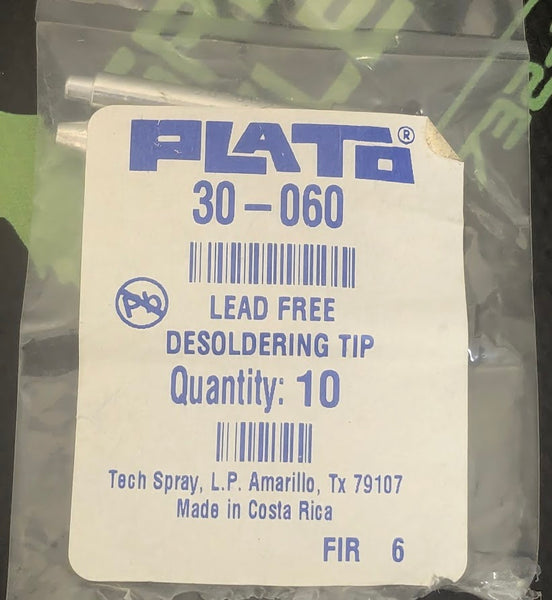 PLATO®
30-060
Pb
LEAD FREE
DESOLDERING TIP
Quantity: 10
Tech Spray, L.P. Amarillo, Tx 79107
Made in Costa Rica
FIR 6